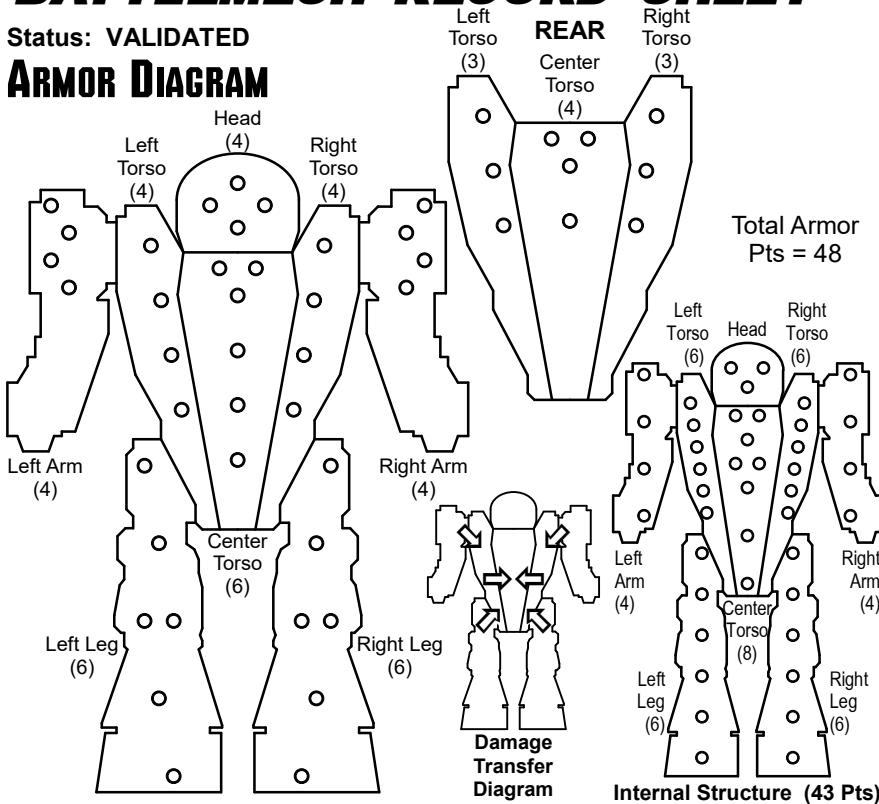 BATTLEMECH RECORD SHEET
Status: VALIDATED
ARMOR DIAGRAM
Head
(4)
Left
Torso
(4)
Right
Torso
(4)
Left Arm
(4)
Right Arm
(4)
Center
Torso
(6)
Left Leg
(6)
Right Leg
(6)
REAR
Left
Torso
(3)
Center
Torso
(4)
Right
Torso
(3)
Total Armor
Pts = 48
Damage
Transfer
Diagram
Left
Torso
(6)
Head
Right
Torso
(6)
Left
Arm
(4)
Right
Arm
(4)
Center
Torso
(8)
Left
Leg
(6)
Right
Leg
(6)
Internal Structure (43 Pts)